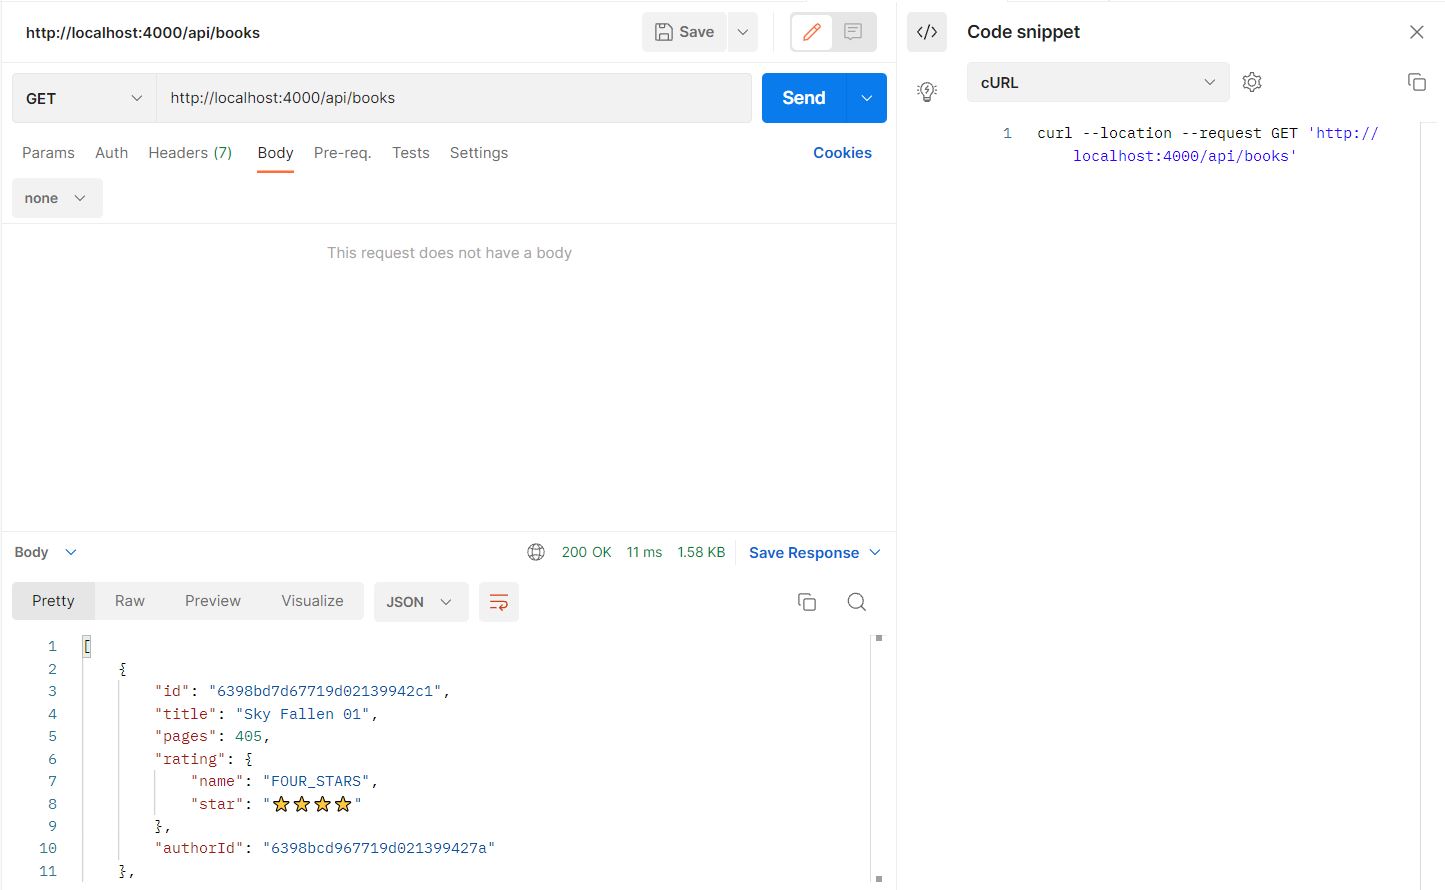 http://localhost:4000/api/books
Save
GET
http://localhost:4000/api/books
Send
Params Auth Headers (7) Body Pre-req. Tests Settings Cookies
none
This request does not have a body
</> Code snippet
cURL
1 curl --location --request GET 'http://
localhost:4000/api/books'
Body 200 OK 11 ms 1.58 KB Save Response
Pretty Raw Preview Visualize JSON
1 [
2 {
3 "id": "6398bd7d67719d02139942c1",
4 "title": "Sky Fallen 01",
5 "pages": 405,
6 "rating": {
7 "name": "FOUR_STARS",
8 "star": "⭐⭐⭐⭐"
9 },
10 "authorId": "6398bcd967719d021399427a"
11 },